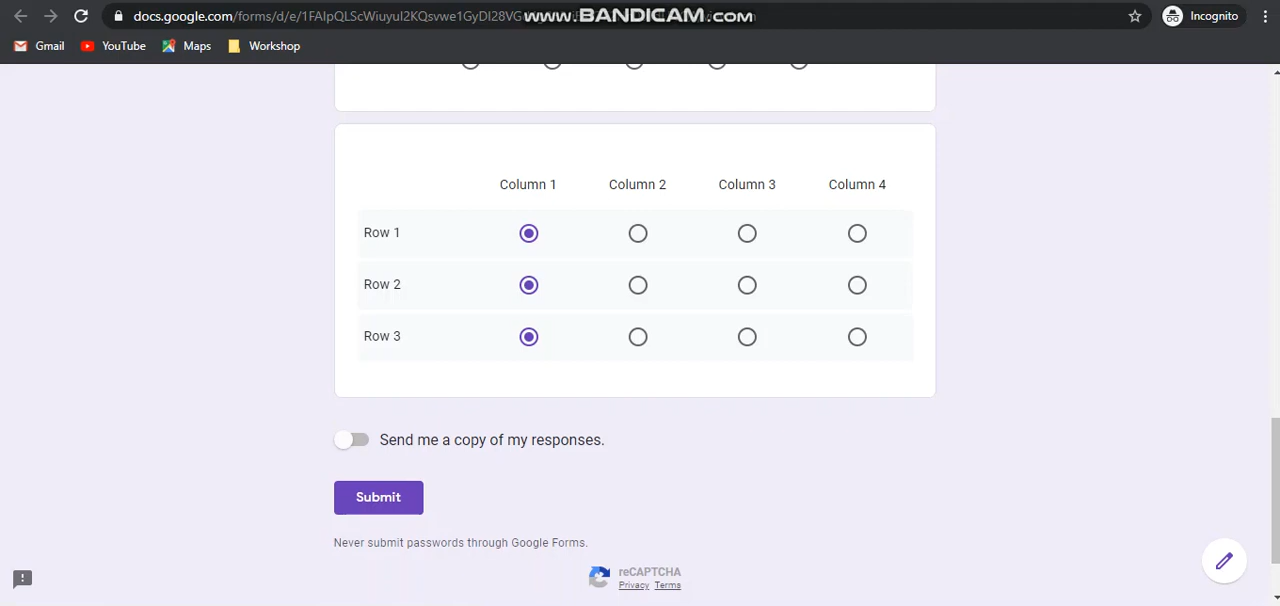 docs.google.com/forms/d/e/1FAIpQLScWiuyuI2KQsvwe1GyDI28VG
www.BANDICAM.com
Incognito
Gmail YouTube Maps Workshop
Column 1 Column 2 Column 3 Column 4
Row 1
Row 2
Row 3
Send me a copy of my responses.
Submit
Never submit passwords through Google Forms.
reCAPTCHA
Privacy Terms